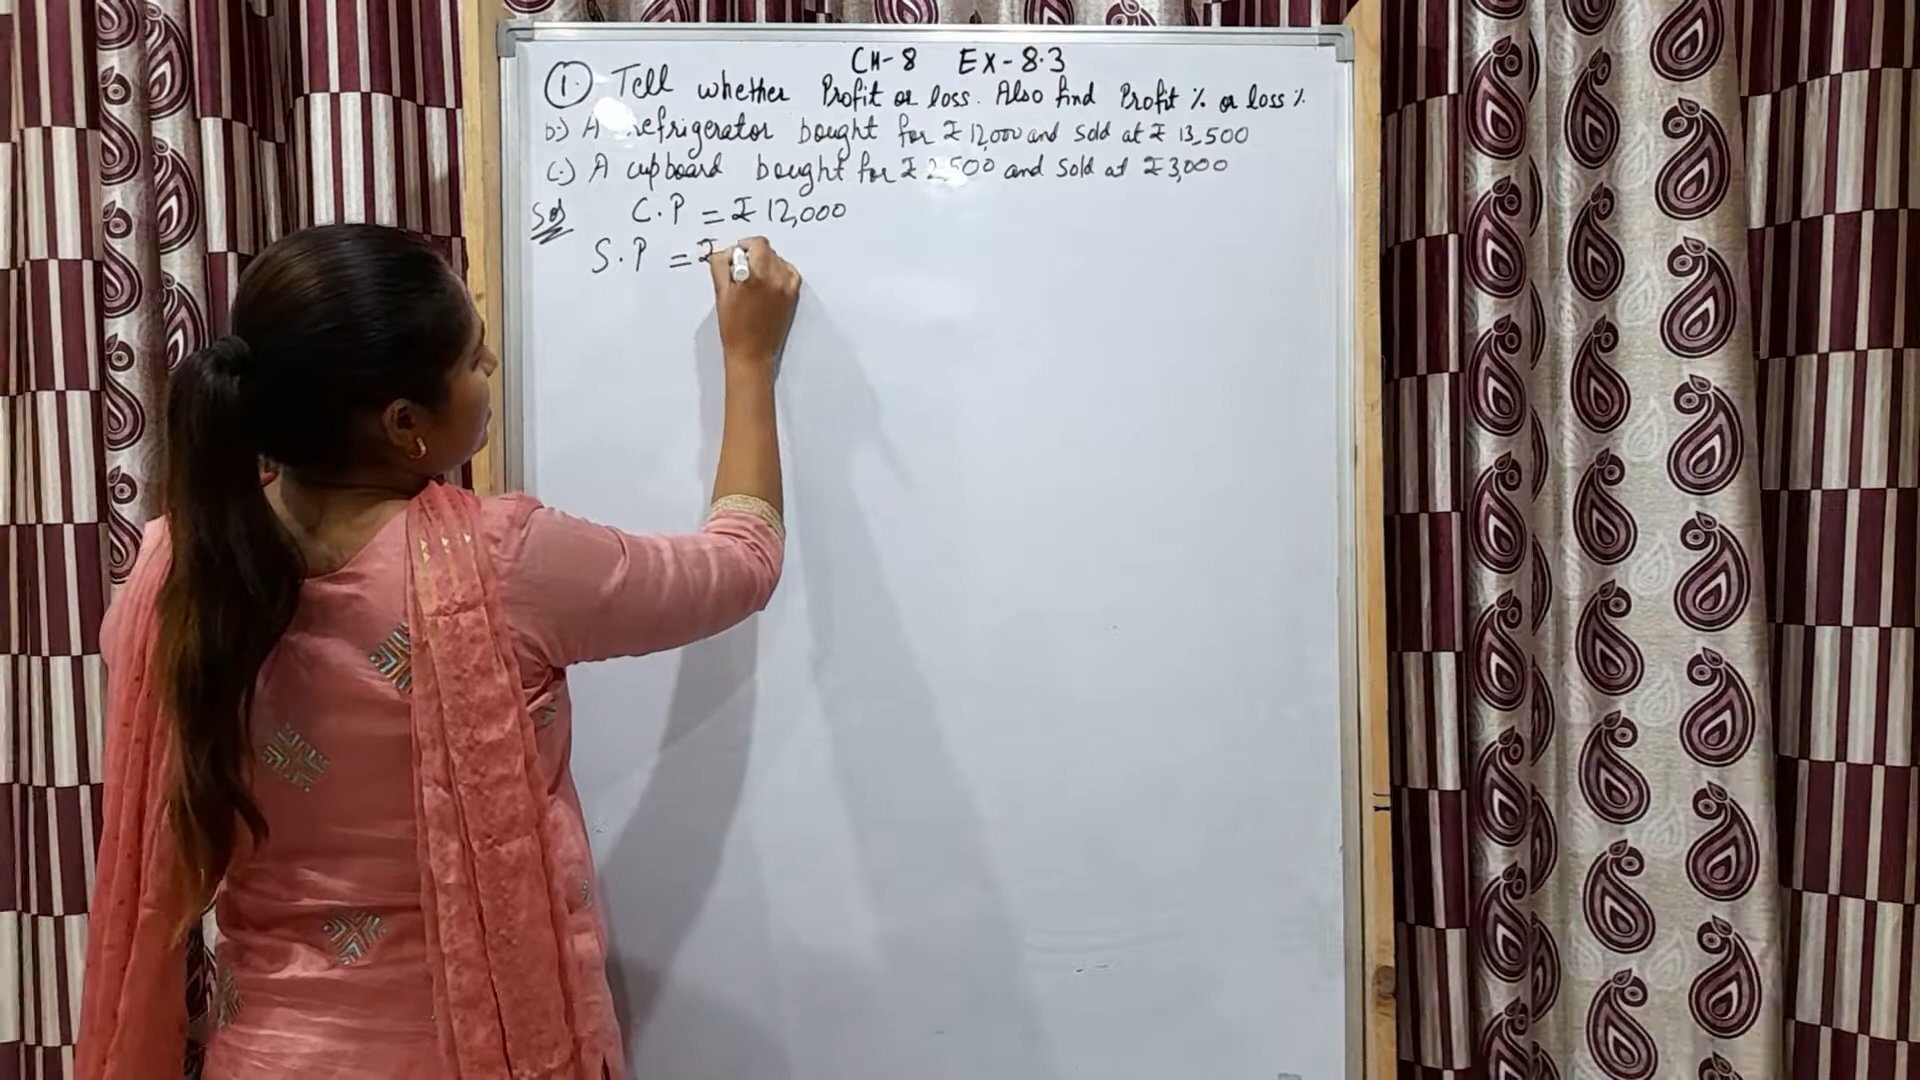 CH-8 EX-8.3
1. Tell whether Profit or loss. Also find Profit % or loss %
b.) A refrigerator bought for ₹ 12,000 and sold at ₹ 13,500
c.) A cupboard bought for ₹ 2,500 and sold at ₹ 3,000
Sol C.P = ₹ 12,000
S.P = ₹